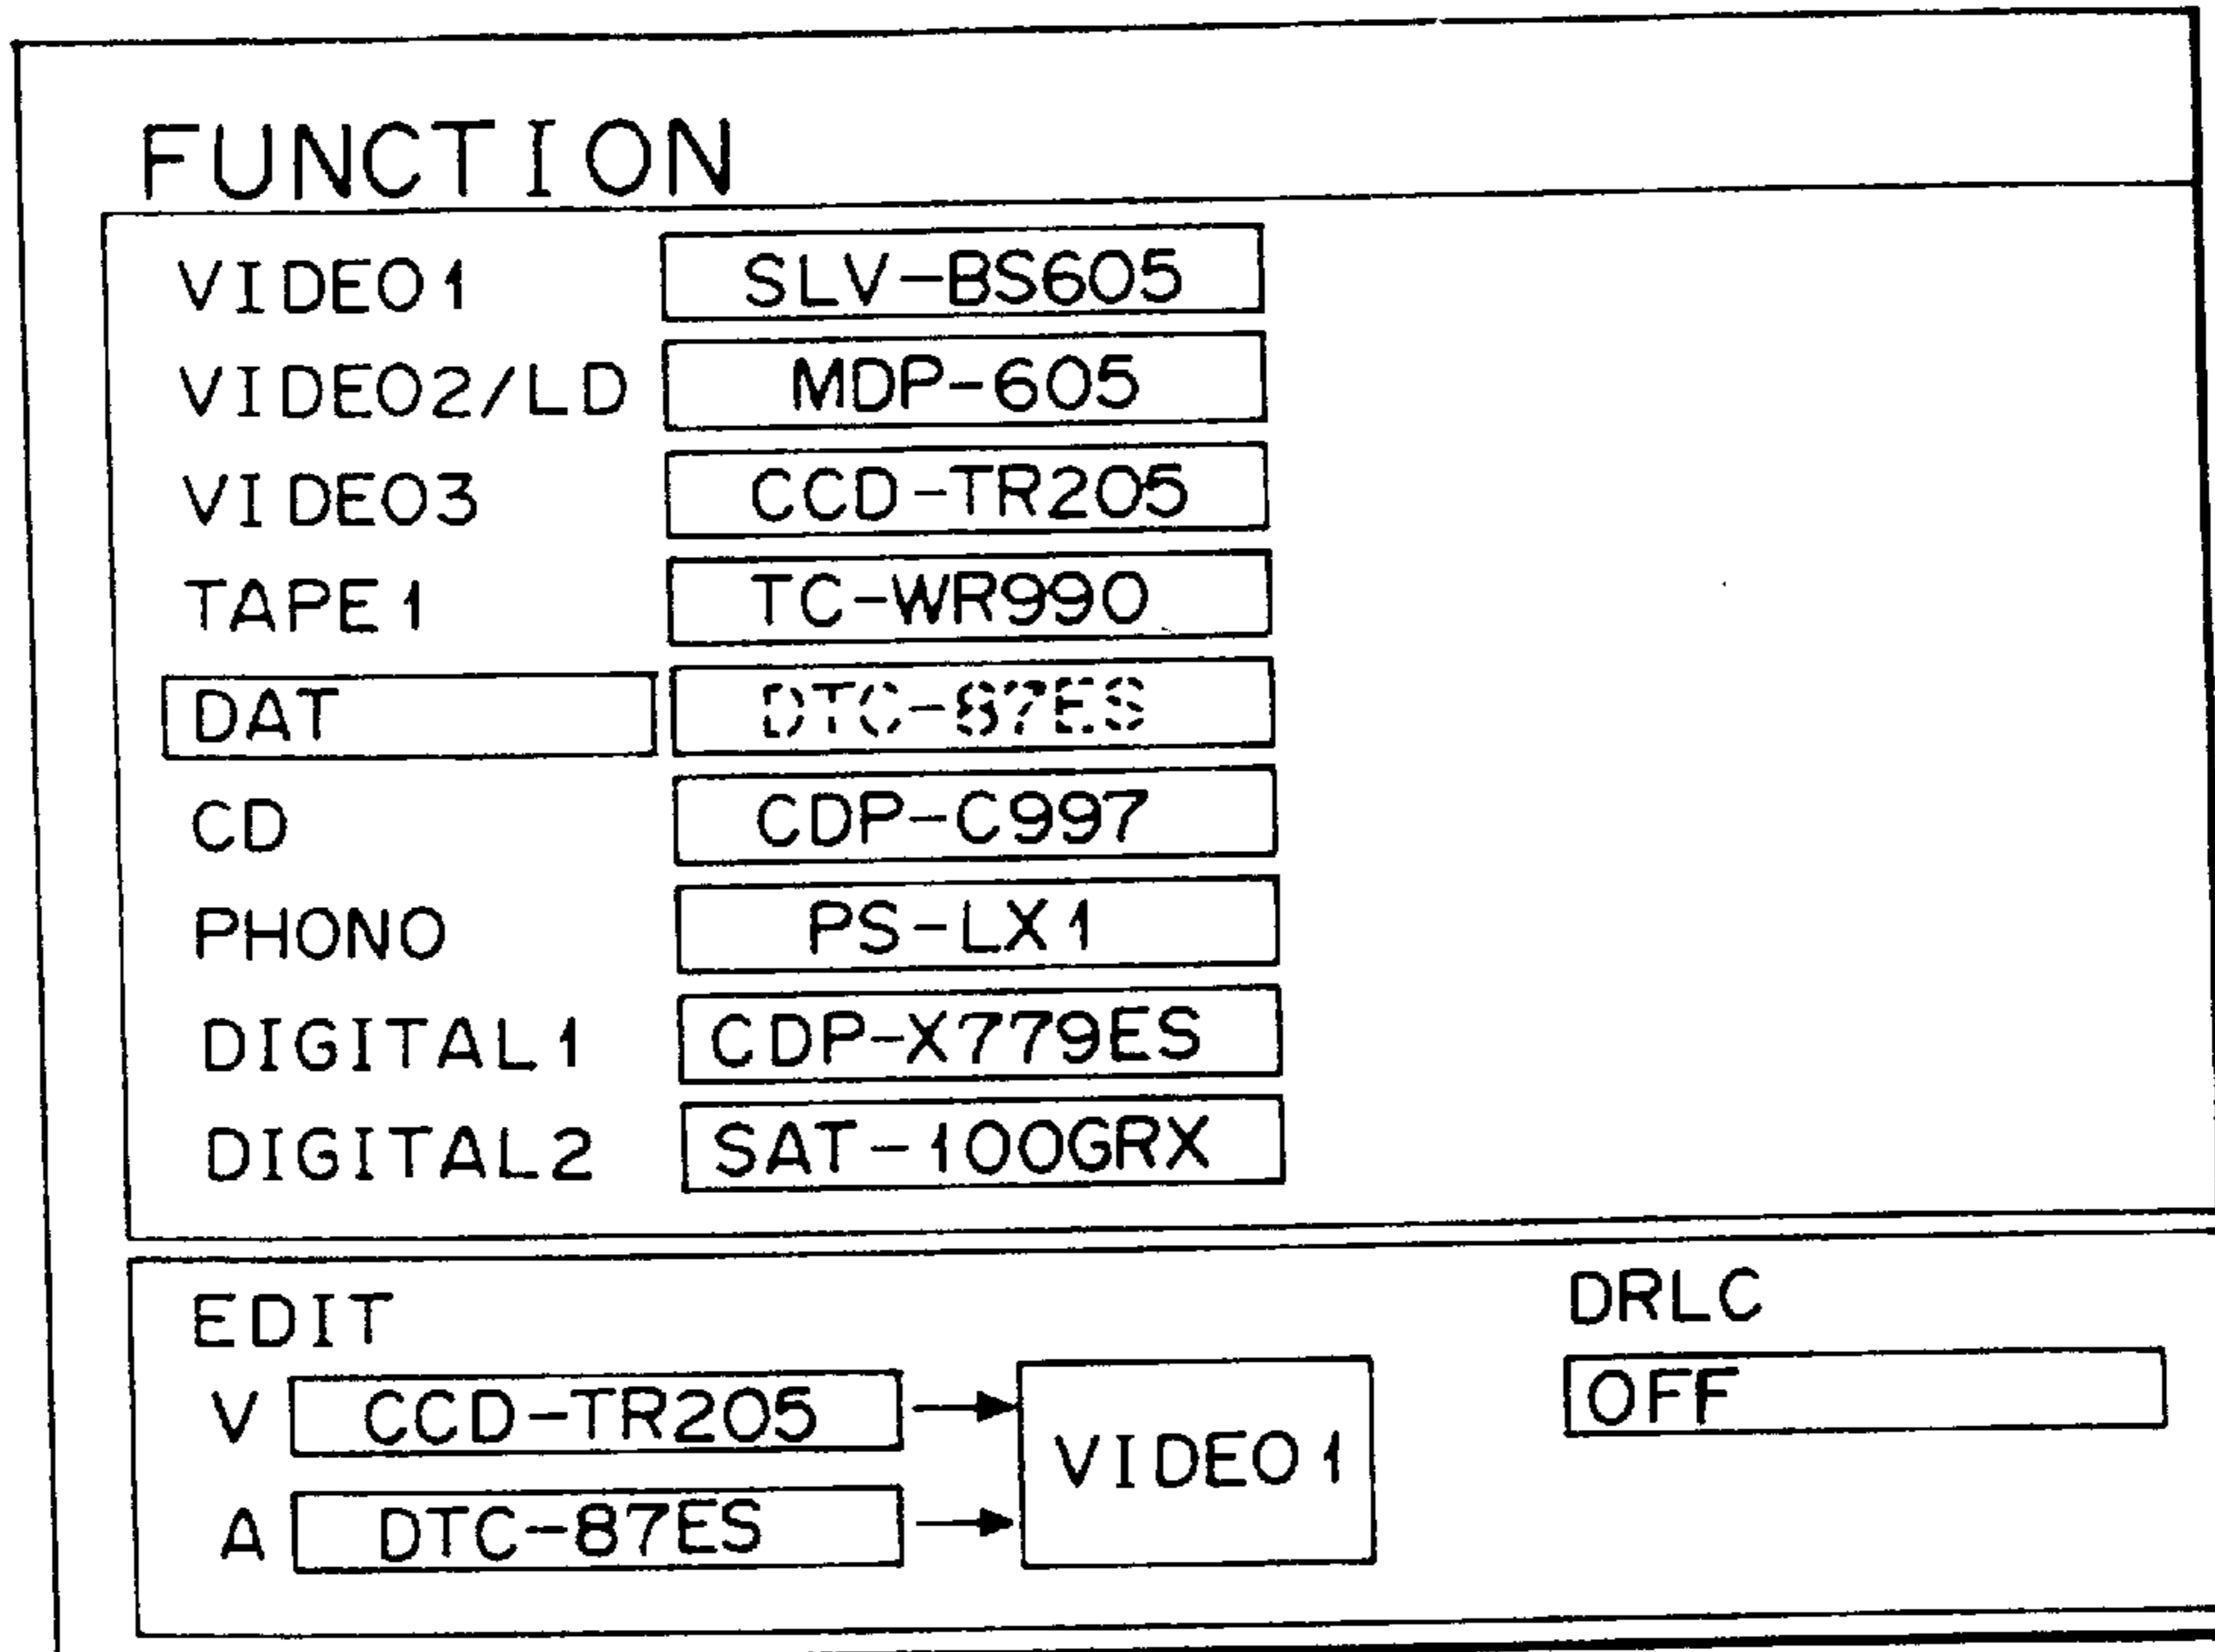 FUNCTION
VIDEO1 SLV-BS605
VIDEO2/LD MDP-605
VIDEO3 CCD-TR205
TAPE1 TC-WR990
DAT DTC-87ES
CD CDP-C997
PHONO PS-LX1
DIGITAL1 CDP-X779ES
DIGITAL2 SAT-100GRX
EDIT DRLC
V CCD-TR205 VIDEO1 OFF
A DTC-87ES